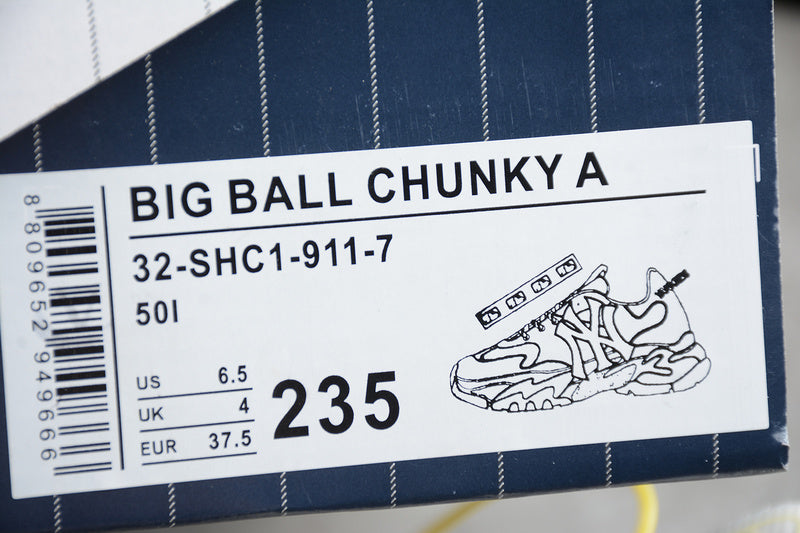 BIG BALL CHUNKY A
32-SHC1-911-7
50I
US 6.5
UK 4
EUR 37.5
235
8 809652 949666
NY